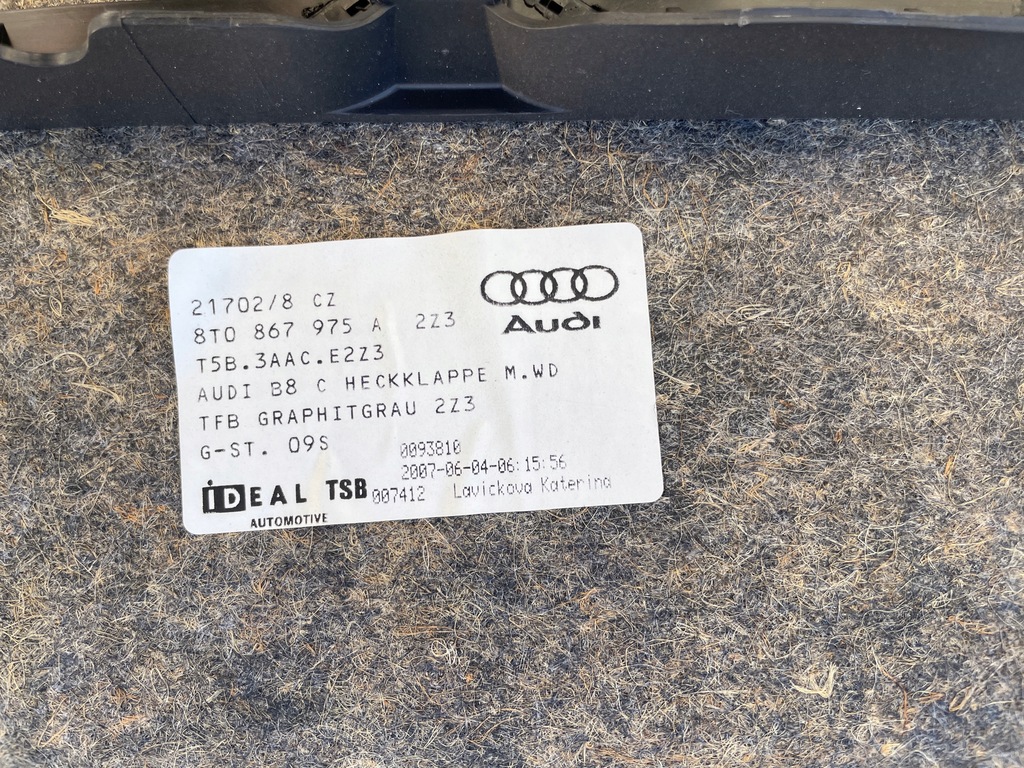 21702/8 CZ
8T0 867 975 A 2Z3
Audi
T5B.3AAC.E2Z3
AUDI B8 C HECKKLAPPE M.WD
TFB GRAPHITGRAU 2Z3
G-ST. 09S
0093810
2007-06-04-06:15:56
007412 Lavickova Katerina
iDEAL TSB
AUTOMOTIVE